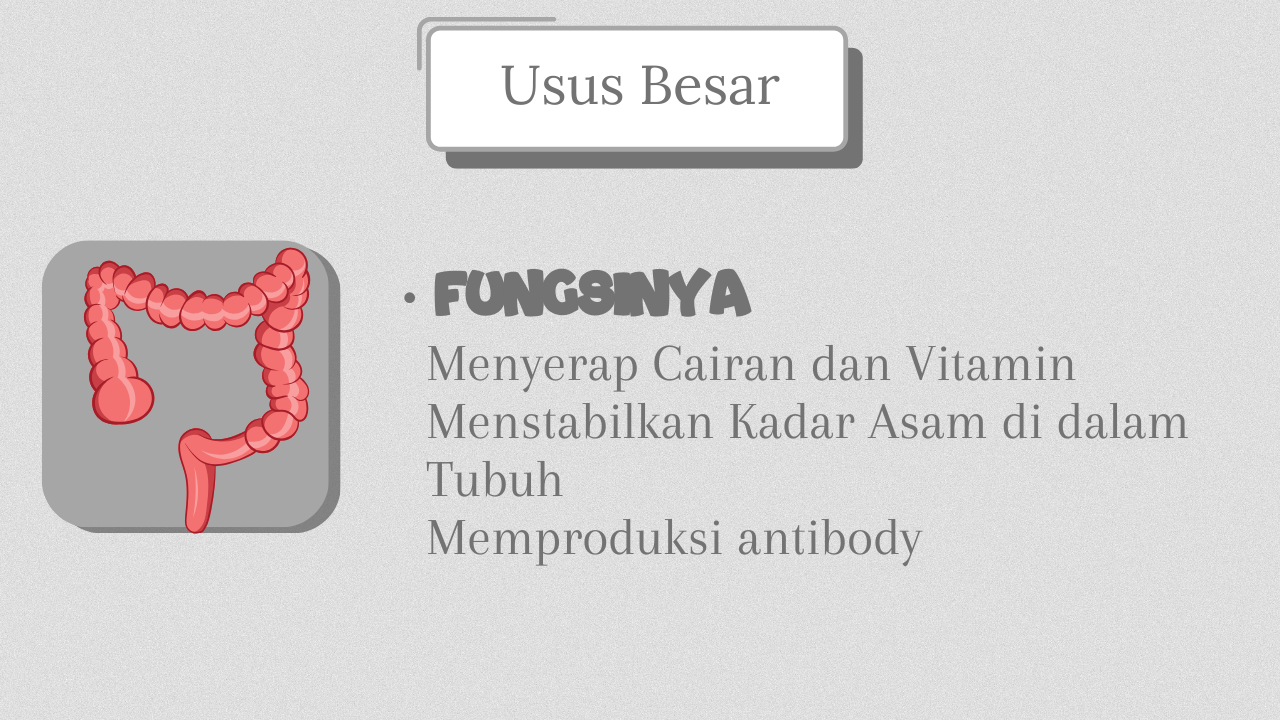 Usus Besar
• FUNGSINYA
Menyerap Cairan dan Vitamin
Menstabilkan Kadar Asam di dalam
Tubuh
Memproduksi antibody